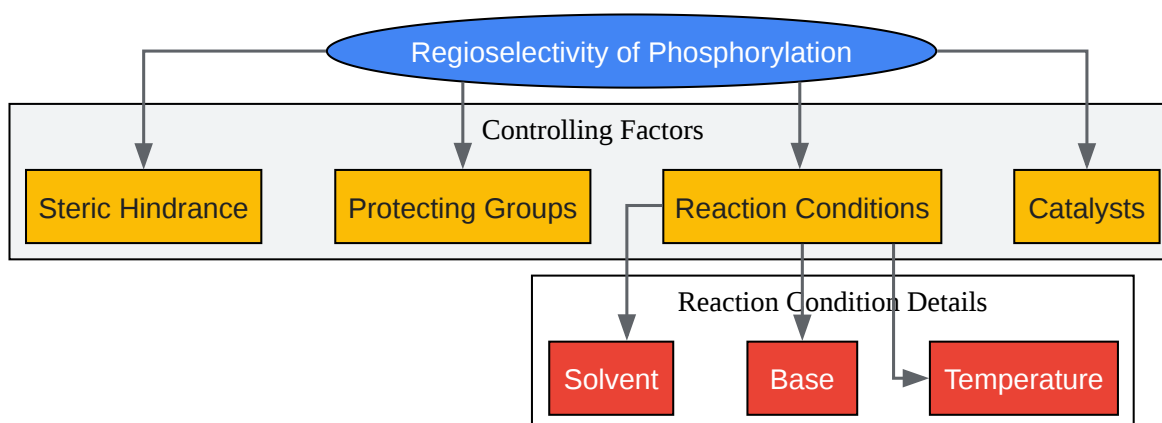 Regioselectivity of Phosphorylation
Controlling Factors
Steric Hindrance
Protecting Groups
Reaction Conditions
Catalysts
Reaction Condition Details
Solvent
Base
Temperature